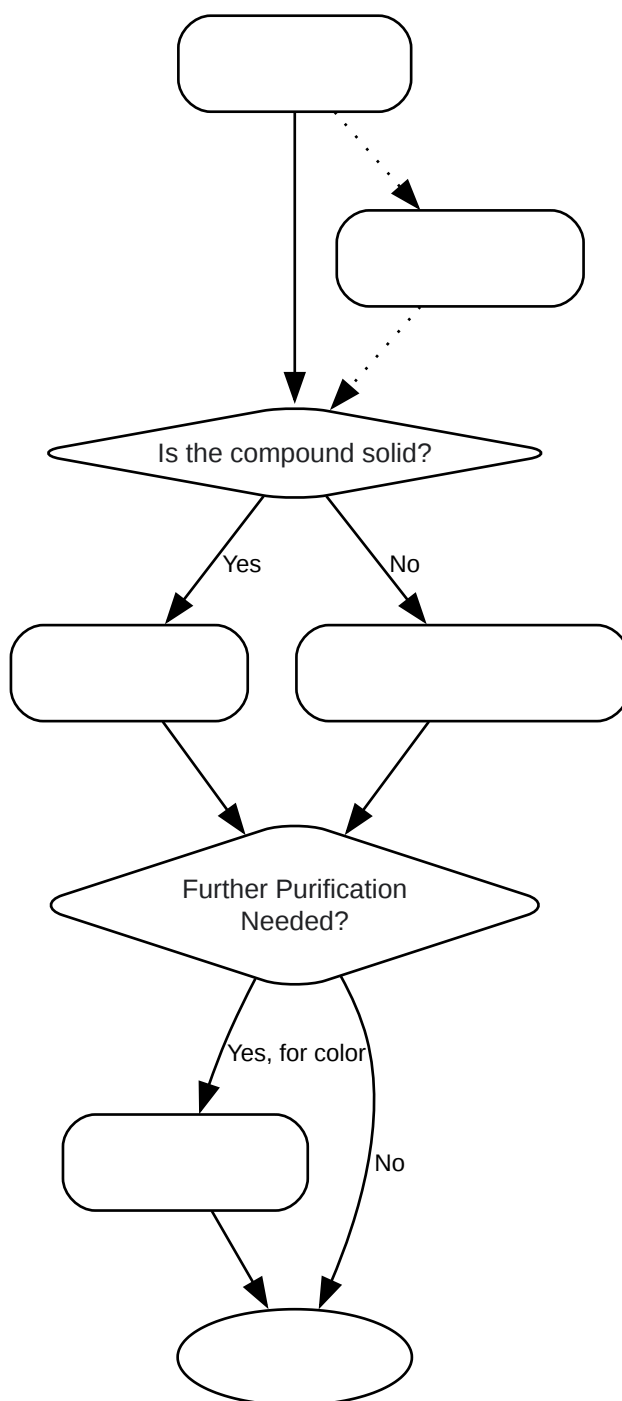 Is the compound solid?
Yes
No
Further Purification
Needed?
Yes, for color
No